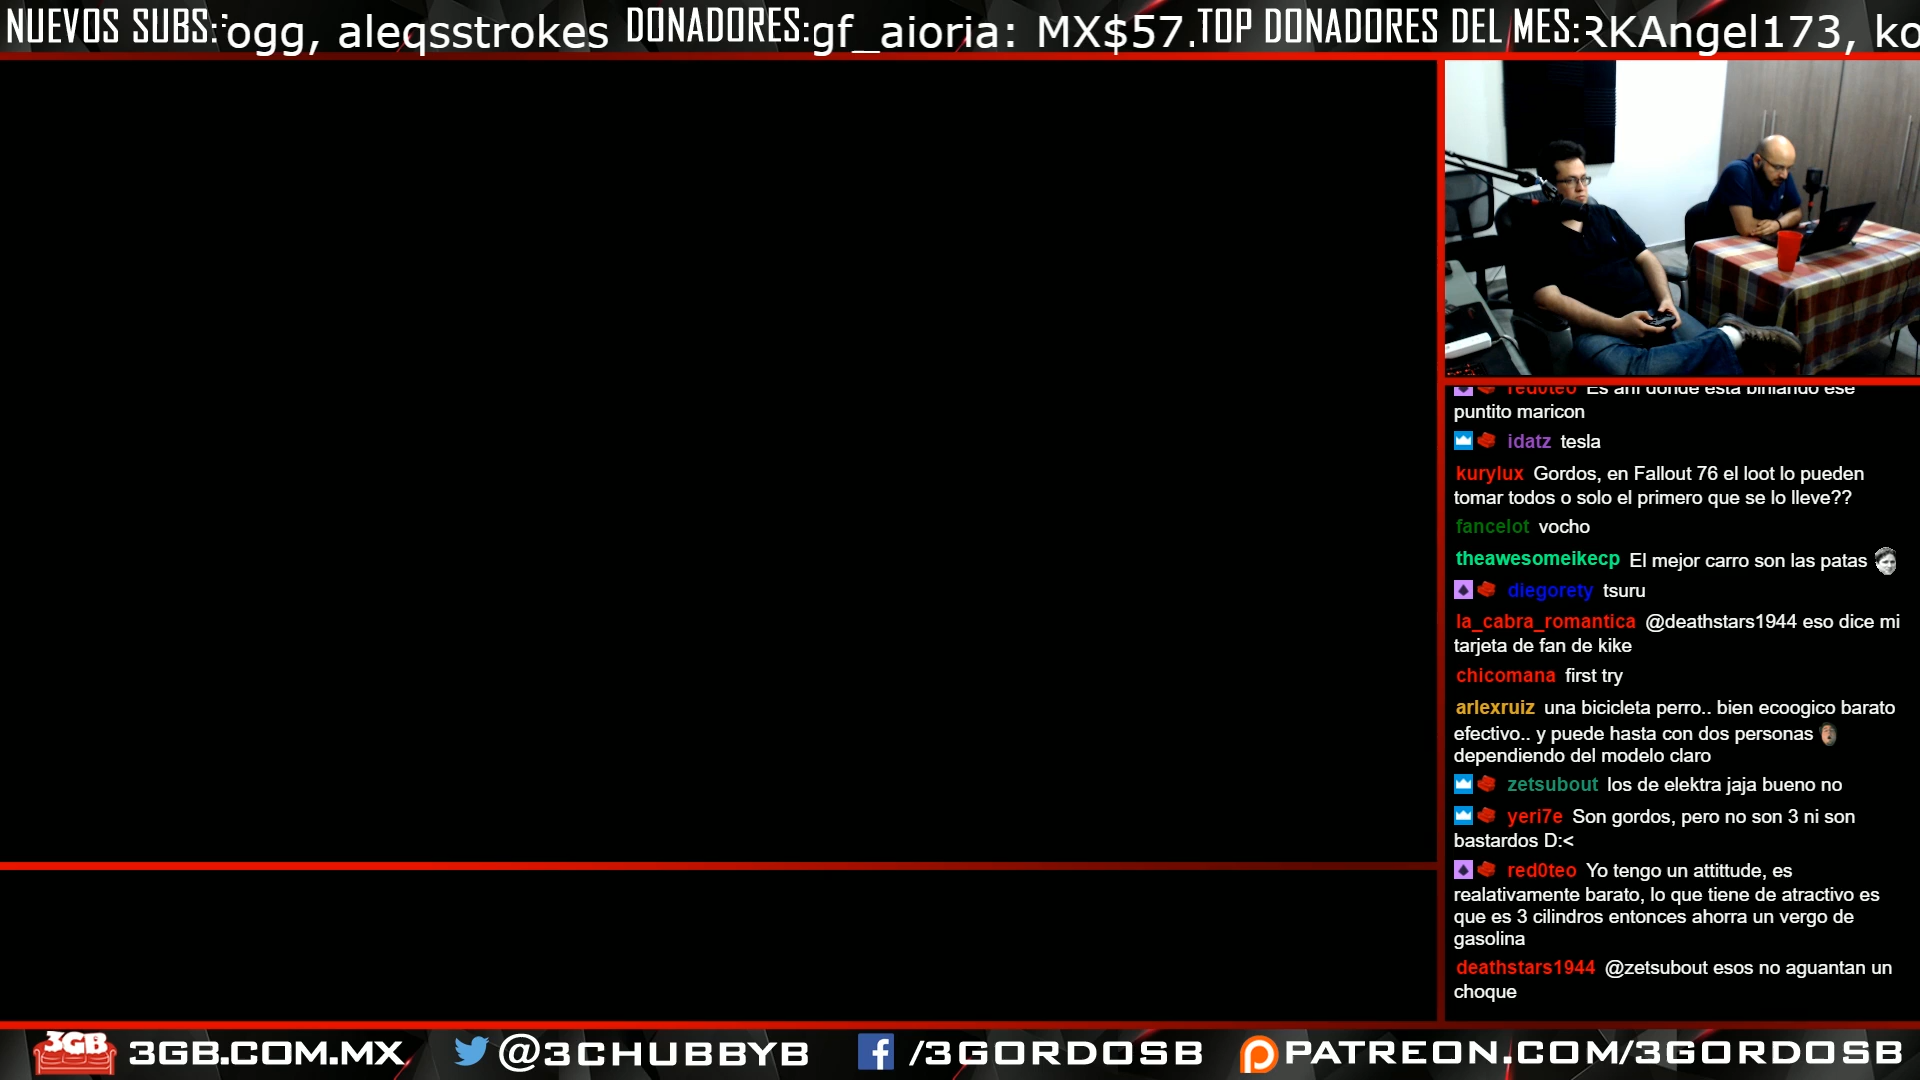 NUEVOS SUBS:
ogg, aleqsstrokes
DONADORES:
gf_aioria: MX$57.
TOP DONADORES DEL MES:
RKAngel173, ko
red0teo Es ahi donde esta birlando ese
puntito maricon
idatz tesla
kurylux Gordos, en Fallout 76 el loot lo pueden
tomar todos o solo el primero que se lo lleve??
fancelot vocho
theawesomeikecp El mejor carro son las patas
diegorety tsuru
la_cabra_romantica @deathstars1944 eso dice mi
tarjeta de fan de kike
chicomana first try
arlexruiz una bicicleta perro.. bien ecoogico barato
efectivo.. y puede hasta con dos personas
dependiendo del modelo claro
zetsubout los de elektra jaja bueno no
yeri7e Son gordos, pero no son 3 ni son
bastardos D:<
red0teo Yo tengo un attittude, es
realativamente barato, lo que tiene de atractivo es
que es 3 cilindros entonces ahorra un vergo de
gasolina
deathstars1944 @zetsubout esos no aguantan un
choque
3GB 3GB.COM.MX @3CHUBBYB /3GORDOSB PATREON.COM/3GORDOSB